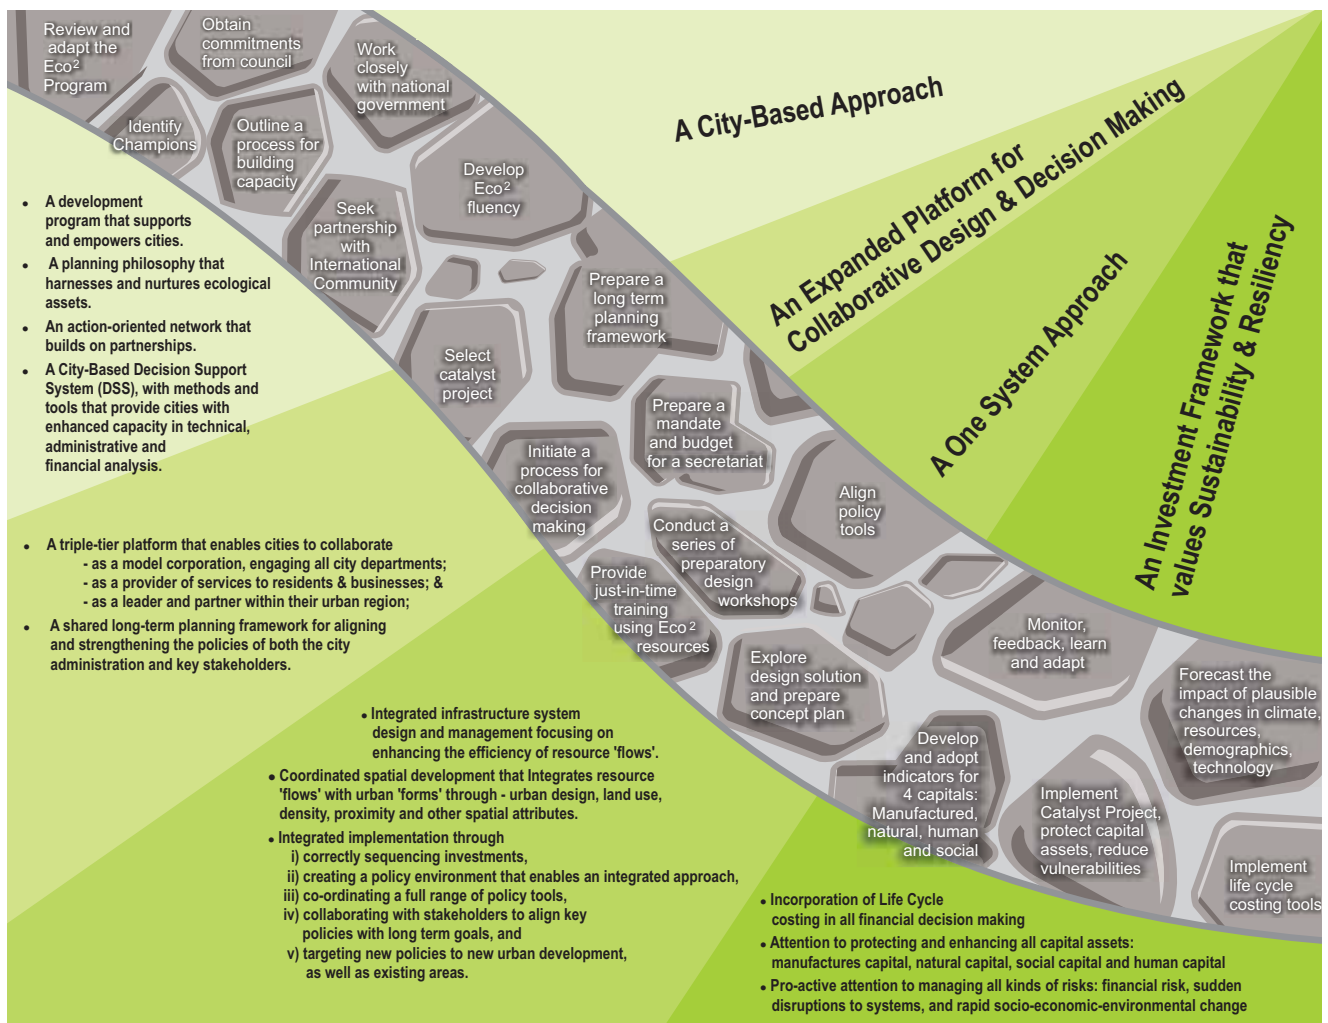 Review and
adapt the
Eco2
Program
Obtain
commitments
from council
Work
closely
with national
government
Identify
Champions
Outline a
process for
building
capacity
Develop
Eco2
fluency
Seek
partnership
with
International
Community
Select
catalyst
project
Prepare a
long term
planning
framework
Prepare a
mandate
and budget
for a secretariat
Initiate a
process for
collaborative
decision
making
Align
policy
tools
Conduct a
series of
preparatory
design
workshops
Provide
just-in-time
training
using Eco2
resources
Explore
design solution
and prepare
concept plan
Monitor,
feedback, learn
and adapt
Develop
and adopt
indicators for
4 capitals:
Manufactured,
natural, human
and social
Forecast the
impact of plausible
changes in climate,
resources,
demographics,
technology
Implement
Catalyst Project,
protect capital
assets, reduce
vulnerabilities
Implement
life cycle
costing tools
A City-Based Approach
An Expanded Platform for
Collaborative Design & Decision Making
A One System Approach
An Investment Framework that
values Sustainability & Resiliency
• A development
program that supports
and empowers cities.
• A planning philosophy that
harnesses and nurtures ecological
assets.
• An action-oriented network that
builds on partnerships.
• A City-Based Decision Support
System (DSS), with methods and
tools that provide cities with
enhanced capacity in technical,
administrative and
financial analysis.
• A triple-tier platform that enables cities to collaborate
- as a model corporation, engaging all city departments;
- as a provider of services to residents & businesses; &
- as a leader and partner within their urban region;
• A shared long-term planning framework for aligning
and strengthening the policies of both the city
administration and key stakeholders.
• Integrated infrastructure system
design and management focusing on
enhancing the efficiency of resource 'flows'.
• Coordinated spatial development that Integrates resource
'flows' with urban 'forms' through - urban design, land use,
density, proximity and other spatial attributes.
• Integrated implementation through
i) correctly sequencing investments,
ii) creating a policy environment that enables an integrated approach,
iii) co-ordinating a full range of policy tools,
iv) collaborating with stakeholders to align key
policies with long term goals, and
v) targeting new policies to new urban development,
as well as existing areas.
• Incorporation of Life Cycle
costing in all financial decision making
• Attention to protecting and enhancing all capital assets:
manufactures capital, natural capital, social capital and human capital
• Pro-active attention to managing all kinds of risks: financial risk, sudden
disruptions to systems, and rapid socio-economic-environmental change